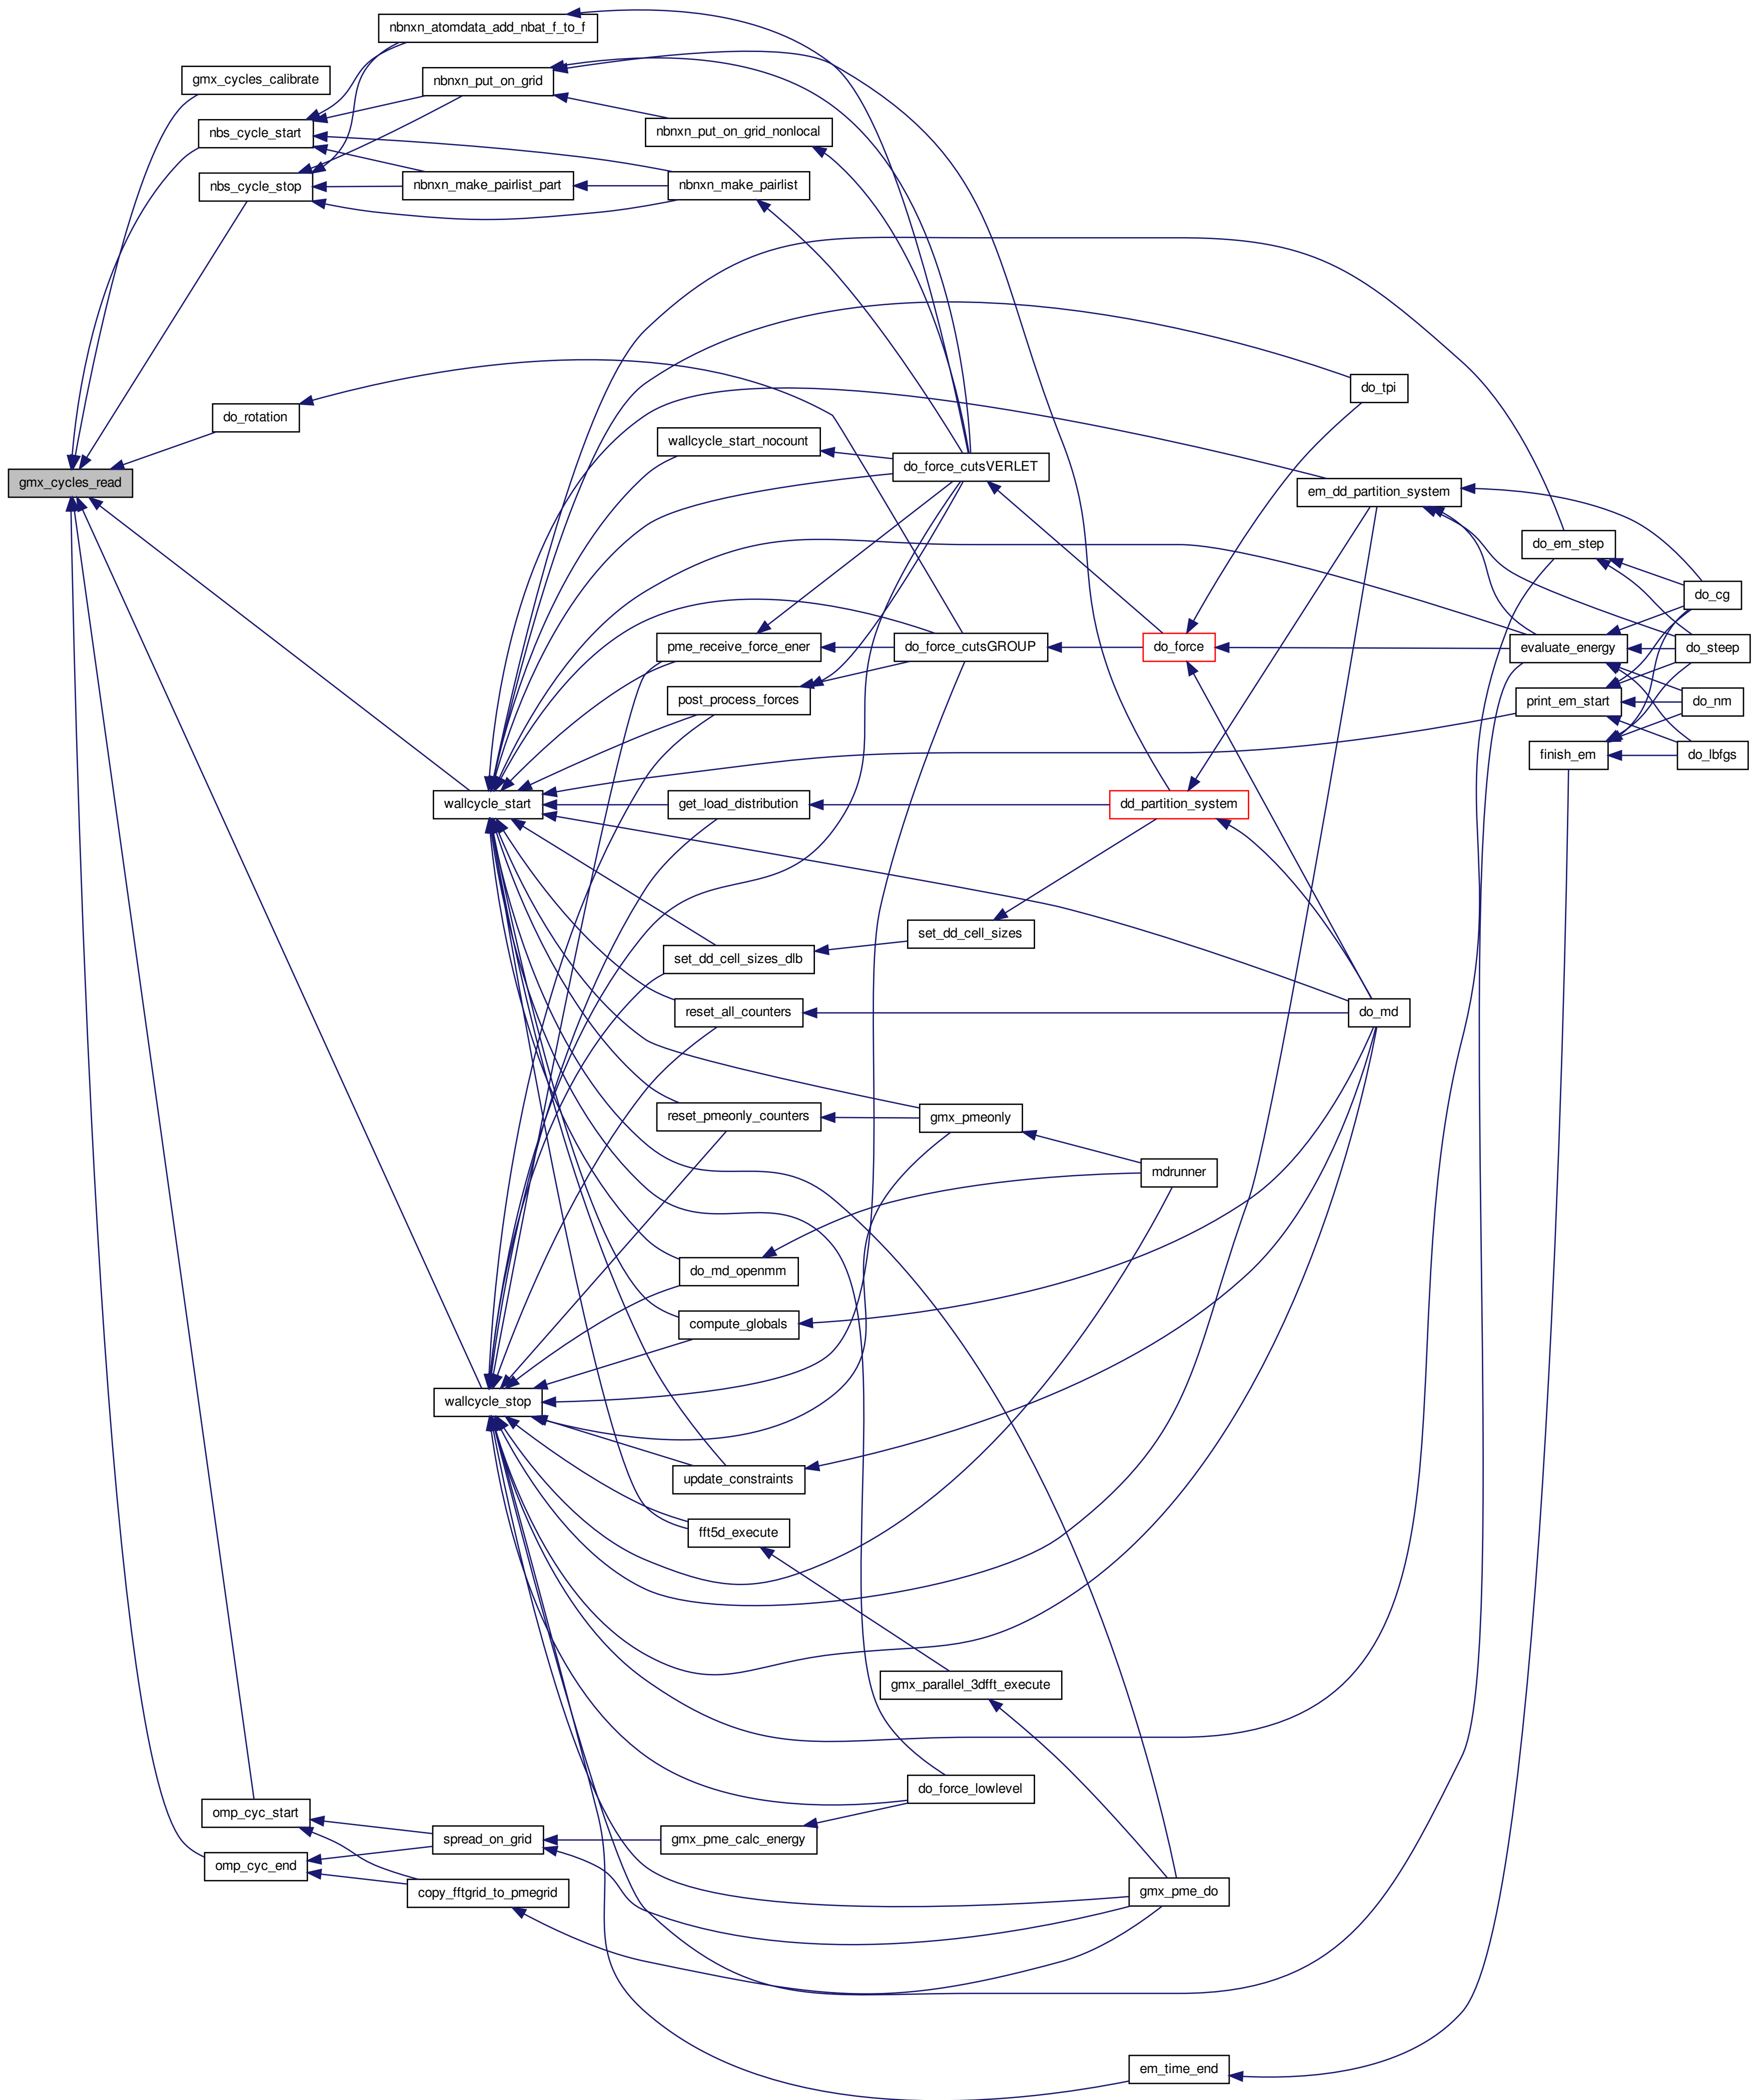 nbnxn_atomdata_add_nbat_f_to_f
gmx_cycles_calibrate
nbnxn_put_on_grid
nbs_cycle_start
nbnxn_put_on_grid_nonlocal
nbs_cycle_stop
nbnxn_make_pairlist_part
nbnxn_make_pairlist
do_tpi
do_rotation
wallcycle_start_nocount
do_force_cutsVERLET
gmx_cycles_read
em_dd_partition_system
do_em_step
do_cg
pme_receive_force_ener
do_force_cutsGROUP
do_force
evaluate_energy
do_steep
post_process_forces
print_em_start
do_nm
finish_em
do_lbfgs
wallcycle_start
get_load_distribution
dd_partition_system
set_dd_cell_sizes
set_dd_cell_sizes_dlb
reset_all_counters
do_md
reset_pmeonly_counters
gmx_pmeonly
mdrunner
do_md_openmm
compute_globals
wallcycle_stop
update_constraints
fft5d_execute
gmx_parallel_3dfft_execute
do_force_lowlevel
omp_cyc_start
spread_on_grid
gmx_pme_calc_energy
omp_cyc_end
copy_fftgrid_to_pmegrid
gmx_pme_do
em_time_end